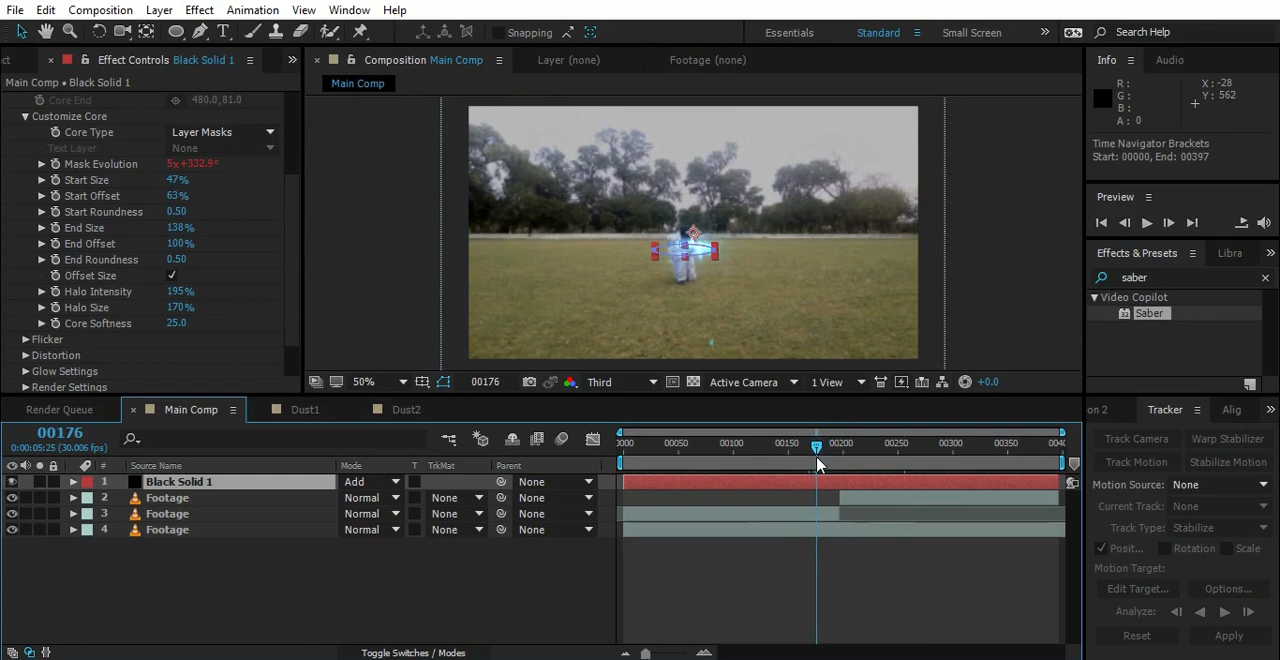 File Edit Composition Layer Effect Animation View Window Help
Snapping Essentials Standard Small Screen Search Help
ct Effect Controls Black Solid 1
Composition Main Comp Layer (none) Footage (none)
Info Audio
Main Comp • Black Solid 1
Main Comp
R: X: -28
G: Y: 562
B:
A: 0
Core End 480.0,81.0
Customize Core
Core Type Layer Masks
Text Layer None
Mask Evolution 5x+332.9°
Start Size 47%
Start Offset 63%
Start Roundness 0.50
End Size 138%
End Offset 100%
End Roundness 0.50
Offset Size
Halo Intensity 195%
Halo Size 170%
Core Softness 25.0
Flicker
Distortion
Glow Settings
Render Settings
Time Navigator Brackets
Start: 00000, End: 00397
Preview
Effects & Presets Libra
saber
Video Copilot
32 Saber
50% 00176 Third Active Camera 1 View +0.0
Render Queue Main Comp Dust1 Dust2
on 2 Tracker Alig
00176
0:00:05:25 (30.006 fps)
0000 00050 00100 00150 00200 00250 00300 00350 0040
# Source Name Mode T TrkMat Parent
1 Black Solid 1 Add None
2 Footage Normal None None
3 Footage Normal None None
4 Footage Normal None None
Track Camera Warp Stabilizer
Track Motion Stabilize Motion
Motion Source: None
Current Track: None
Track Type: Stabilize
Posit... Rotation Scale
Motion Target:
Edit Target... Options...
Analyze:
Reset Apply
Toggle Switches / Modes